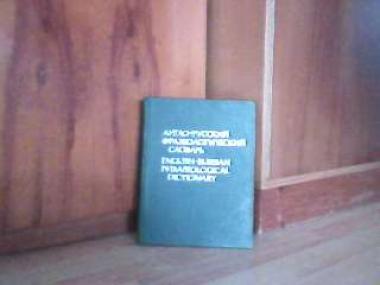 АНГЛО-РУССКИЙ
ФРАЗЕОЛОГИЧЕСКИЙ
СЛОВАРЬ
ENGLISH-RUSSIAN
PHRASEOLOGICAL
DICTIONARY